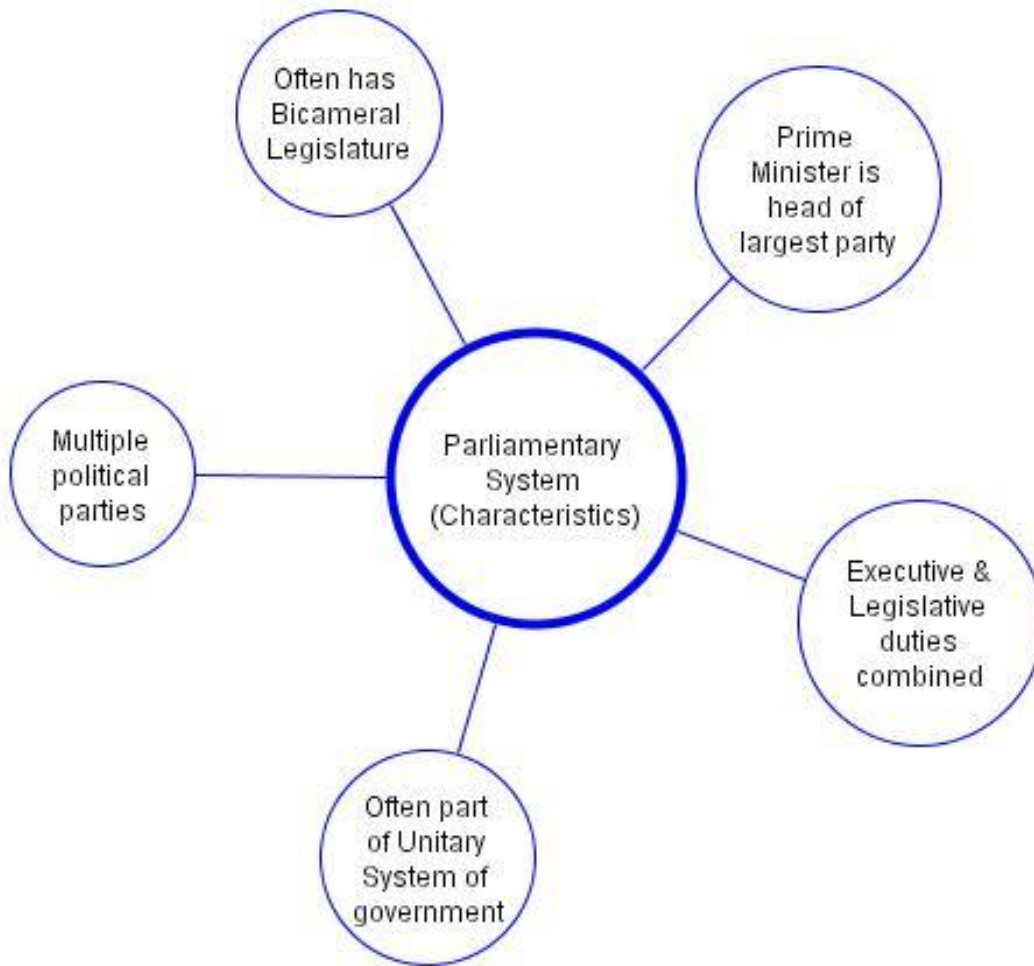 Often has
Bicameral
Legislature
Prime
Minister is
head of
largest party
Multiple
political
parties
Parliamentary
System
(Characteristics)
Executive &
Legislative
duties
combined
Often part
of Unitary
System of
government